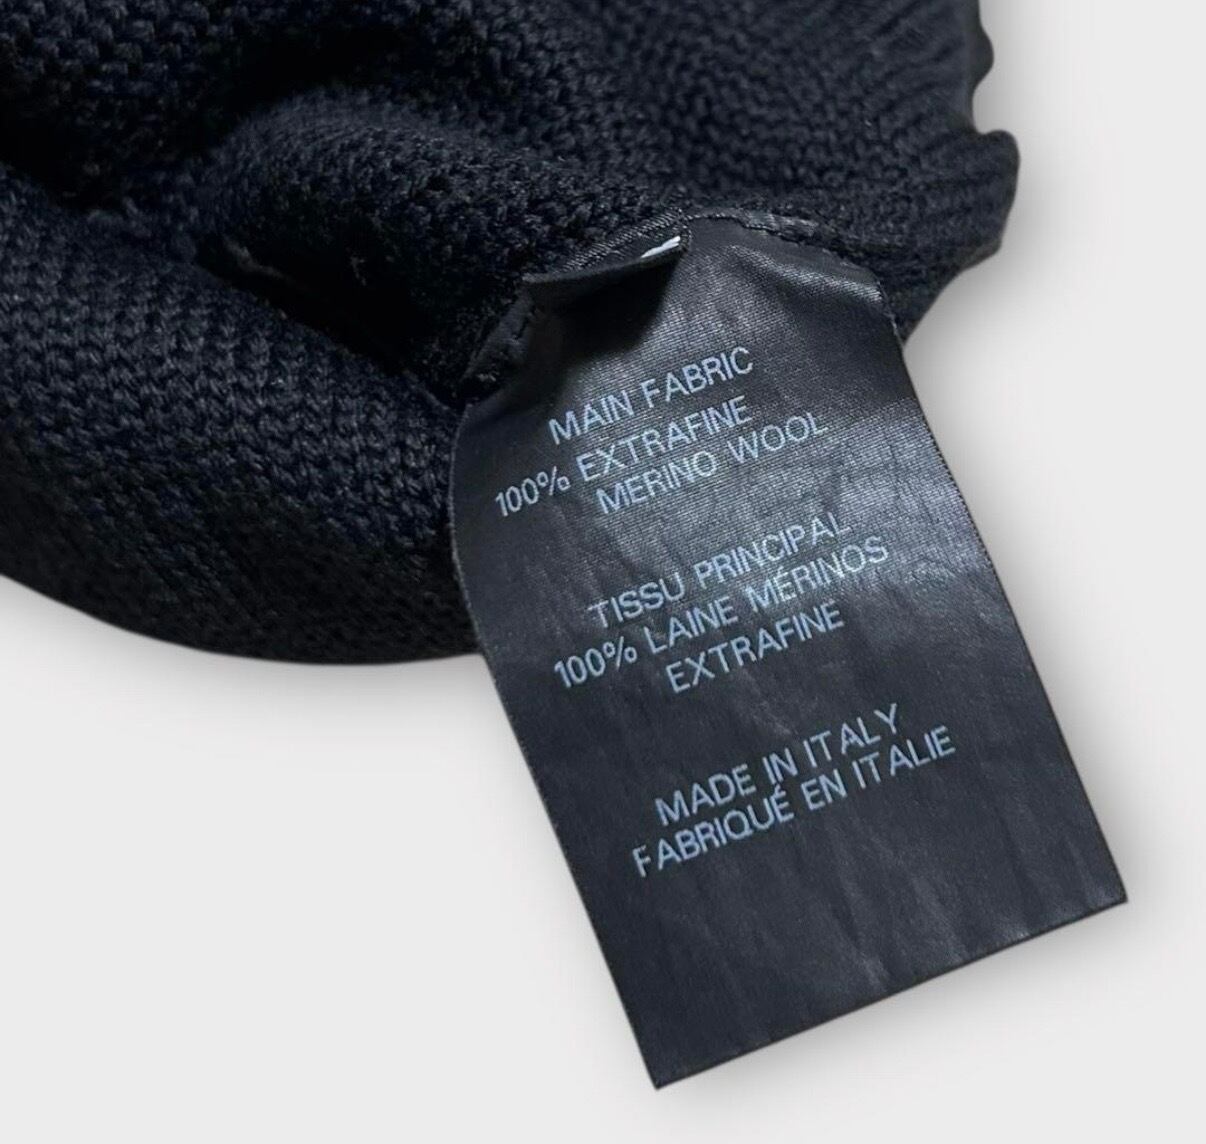 MAIN FABRIC
100% EXTRAFINE
MERINO WOOL
TISSU PRINCIPAL
100% LAINE MÉRINOS
EXTRAFINE
MADE IN ITALY
FABRIQUÉ EN ITALIE